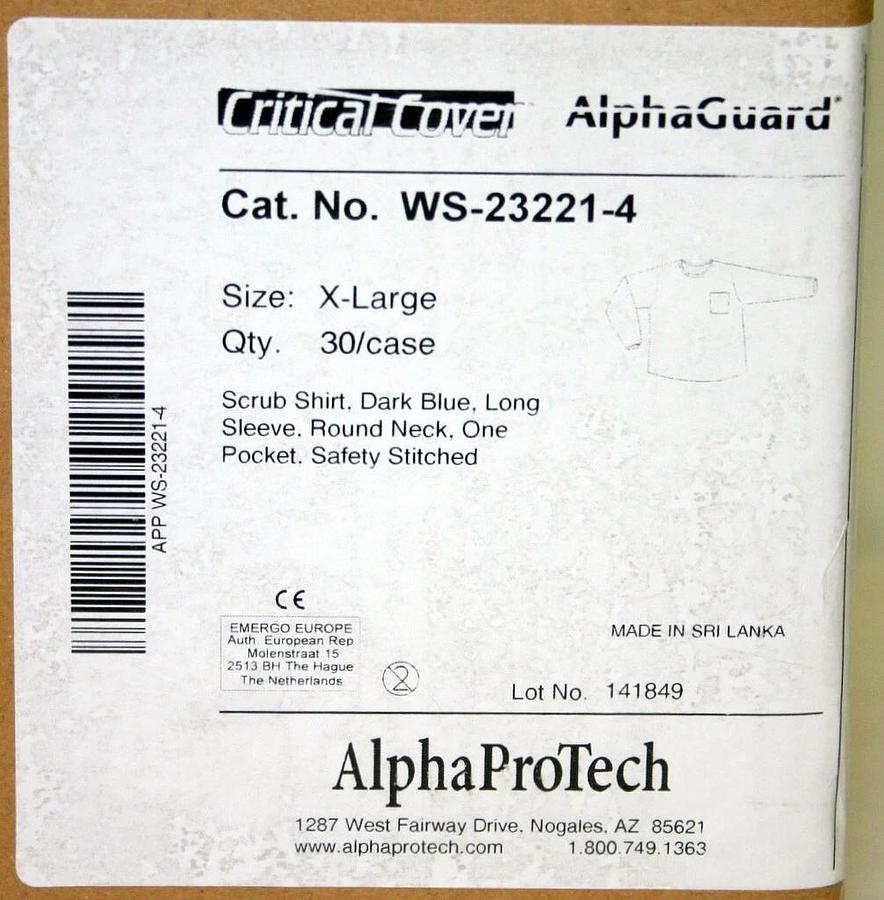 Critical Cover AlphaGuard
Cat. No. WS-23221-4
Size: X-Large
Qty. 30/case
Scrub Shirt, Dark Blue, Long
Sleeve. Round Neck, One
Pocket. Safety Stitched
APP WS-23221-4
CE
EMERGO EUROPE
Auth. European Rep
Molenstraat 15
2513 BH The Hague
The Netherlands
2
MADE IN SRI LANKA
Lot No. 141849
AlphaProTech
1287 West Fairway Drive. Nogales, AZ 85621
www.alphaprotech.com 1.800.749.1363